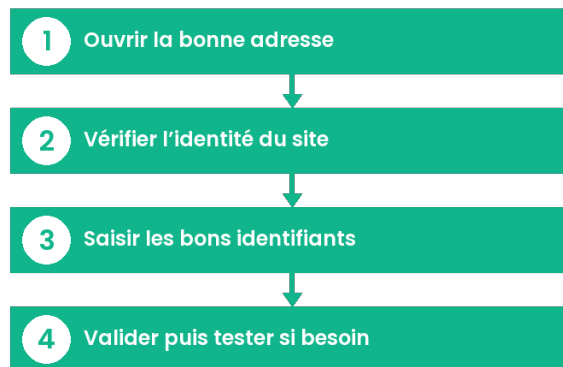 1 Ouvrir la bonne adresse
2 Vérifier l’identité du site
3 Saisir les bons identifiants
4 Valider puis tester si besoin